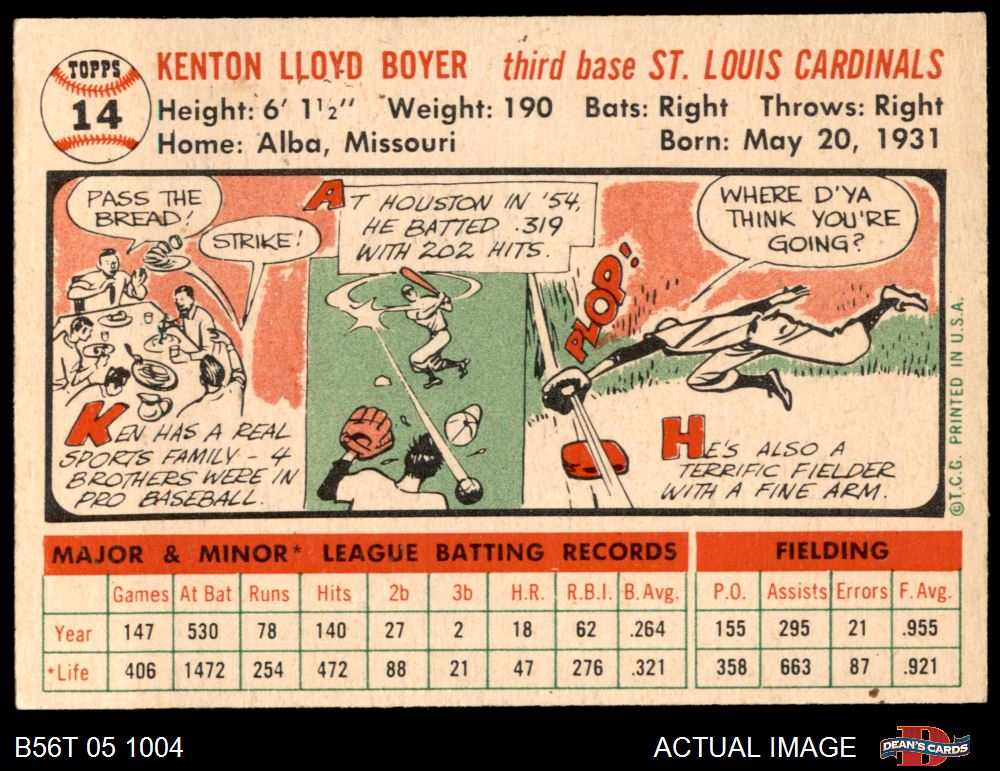 TOPPS
14
KENTON LLOYD BOYER third base ST. LOUIS CARDINALS
Height: 6' 1 1/2" Weight: 190 Bats: Right Throws: Right
Home: Alba, Missouri Born: May 20, 1931
PASS THE
BREAD!
STRIKE!
KEN HAS A REAL
SPORTS FAMILY - 4
BROTHERS WERE IN
PRO BASEBALL.
AT HOUSTON IN '54,
HE BATTED .319
WITH 202 HITS.
WHERE D'YA
THINK YOU'RE
GOING?
PLOP!
HE'S ALSO A
TERRIFIC FIELDER
WITH A FINE ARM.
©T.C.G. PRINTED IN U.S.A.
MAJOR & MINOR* LEAGUE BATTING RECORDS FIELDING
Games At Bat Runs Hits 2b 3b H.R. R.B.I. B.Avg. P.O. Assists Errors F. Avg.
Year 147 530 78 140 27 2 18 62 .264 155 295 21 .955
*Life 406 1472 254 472 88 21 47 276 .321 358 663 87 .921
B56T 05 1004 ACTUAL IMAGE DEAN'S CARDS